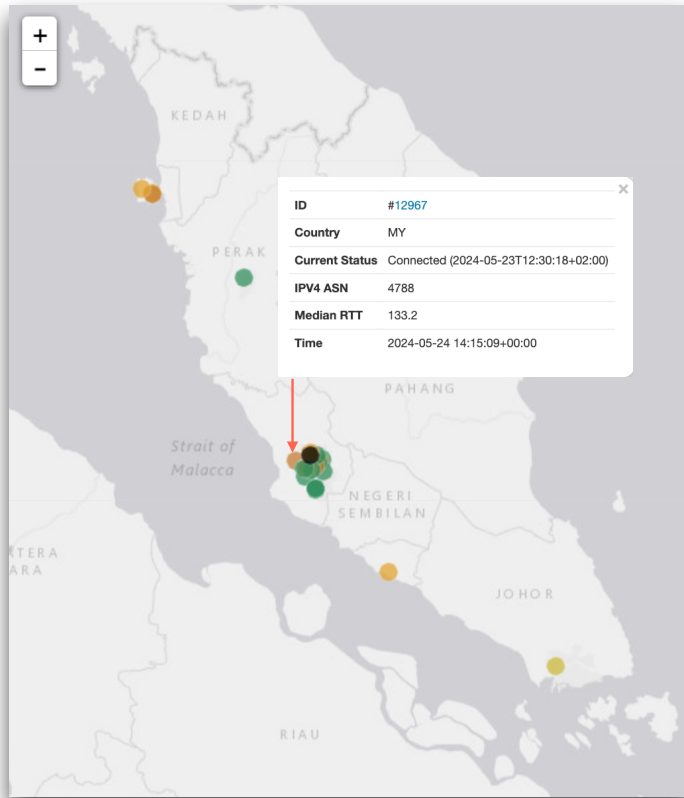 +
−
KEDAH
PERAK
×
ID #12967
Country MY
Current Status Connected (2024-05-23T12:30:18+02:00)
IPV4 ASN 4788
Median RTT 133.2
Time 2024-05-24 14:15:09+00:00
PAHANG
Strait of
Malacca
NEGERI
SEMBILAN
TERA
ARA
JOHOR
RIAU